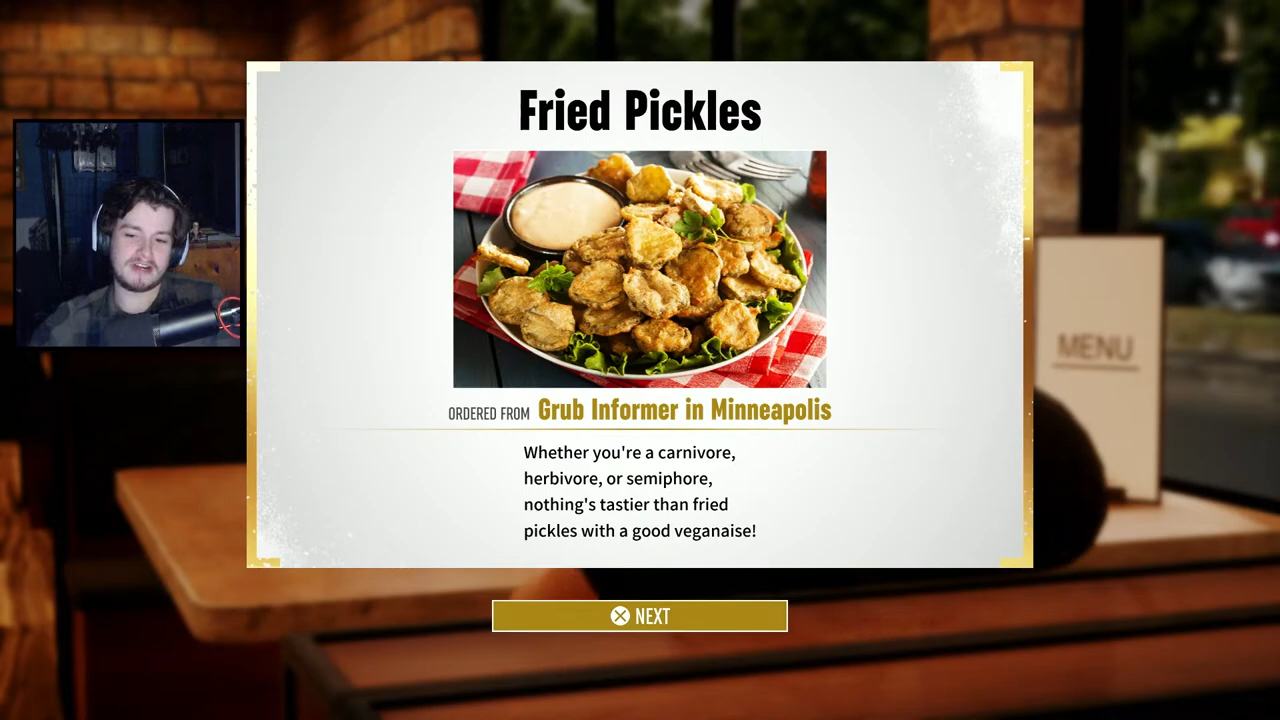 Fried Pickles
ORDERED FROM Grub Informer in Minneapolis
Whether you're a carnivore,
herbivore, or semiphore,
nothing's tastier than fried
pickles with a good veganaise!
MENU
NEXT